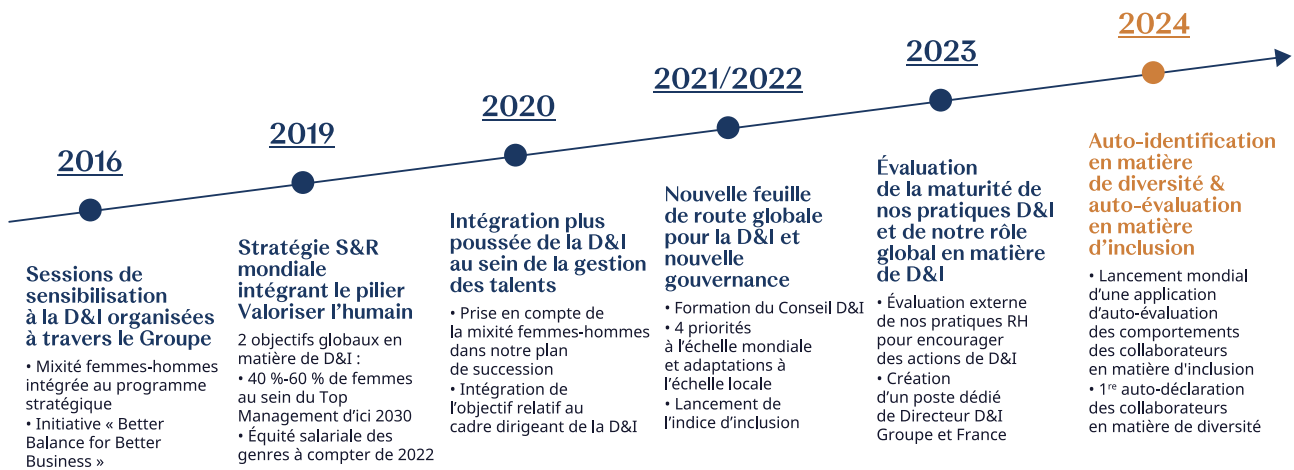 2016
Sessions de
sensibilisation
à la D&I organisées
à travers le Groupe
• Mixité femmes-hommes
intégrée au programme
stratégique
• Initiative « Better
Balance for Better
Business »
2019
Stratégie S&R
mondiale
intégrant le pilier
Valoriser l’humain
2 objectifs globaux en
matière de D&I :
• 40 %-60 % de femmes
au sein du Top
Management d’ici 2030
• Équité salariale des
genres à compter de 2022
2020
Intégration plus
poussée de la D&I
au sein de la gestion
des talents
• Prise en compte de
la mixité femmes-hommes
dans notre plan
de succession
• Intégration de
l’objectif relatif au
cadre dirigeant de la D&I
2021/2022
Nouvelle feuille
de route globale
pour la D&I et
nouvelle
gouvernance
• Formation du Conseil D&I
• 4 priorités
à l’échelle mondiale
et adaptations à
l’échelle locale
• Lancement de
l’indice d’inclusion
2023
Évaluation
de la maturité de
nos pratiques D&I
et de notre rôle
global en matière
de D&I
• Évaluation externe
de nos pratiques RH
pour encourager
des actions de D&I
• Création
d’un poste dédié
de Directeur D&I
Groupe et France
2024
Auto-identification
en matière
de diversité &
auto-évaluation
en matière
d’inclusion
• Lancement mondial
d’une application
d’auto-évaluation
des comportements
des collaborateurs
en matière d'inclusion
• 1re auto-déclaration
des collaborateurs
en matière de diversité